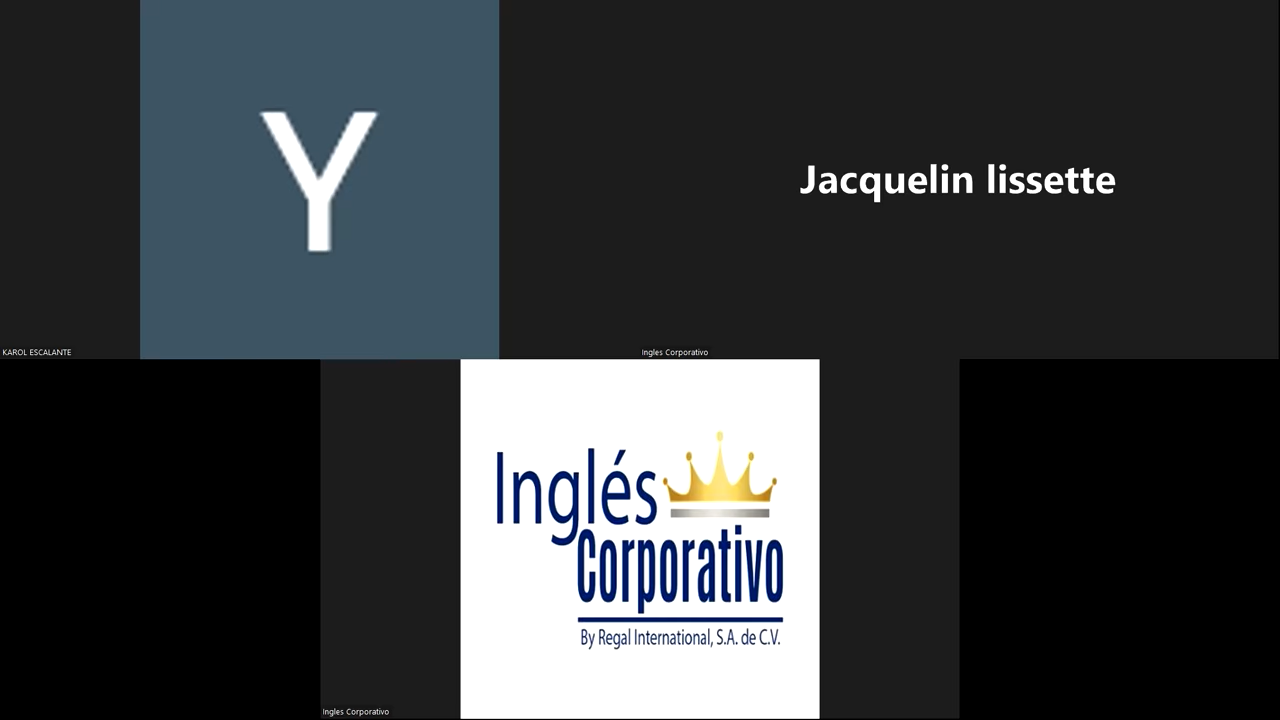 Y
Jacquelin lissette
KAROL ESCALANTE
Ingles Corporativo
Inglés
Corporativo
By Regal International, S.A. de C.V.
Ingles Corporativo